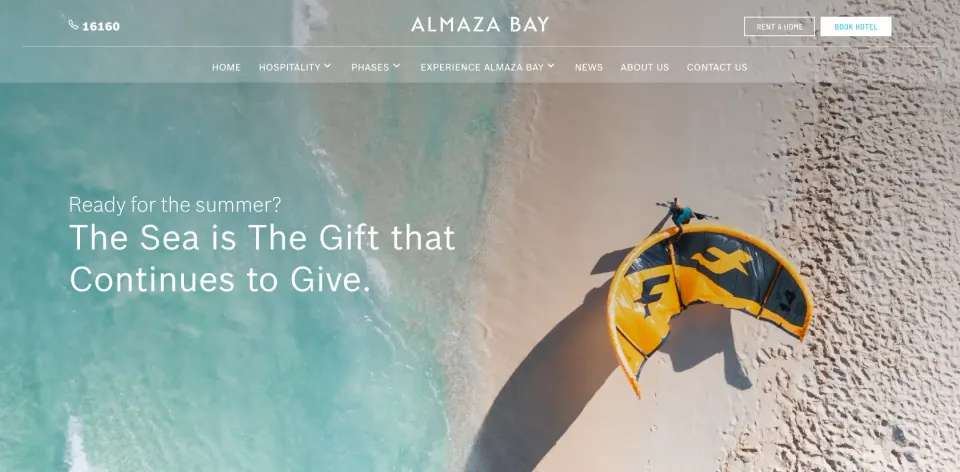 16160
ALMAZA BAY
RENT A HOME
BOOK HOTEL
HOME
HOSPITALITY
PHASES
EXPERIENCE ALMAZA BAY
NEWS
ABOUT US
CONTACT US
Ready for the summer?
The Sea is The Gift that
Continues to Give.
14